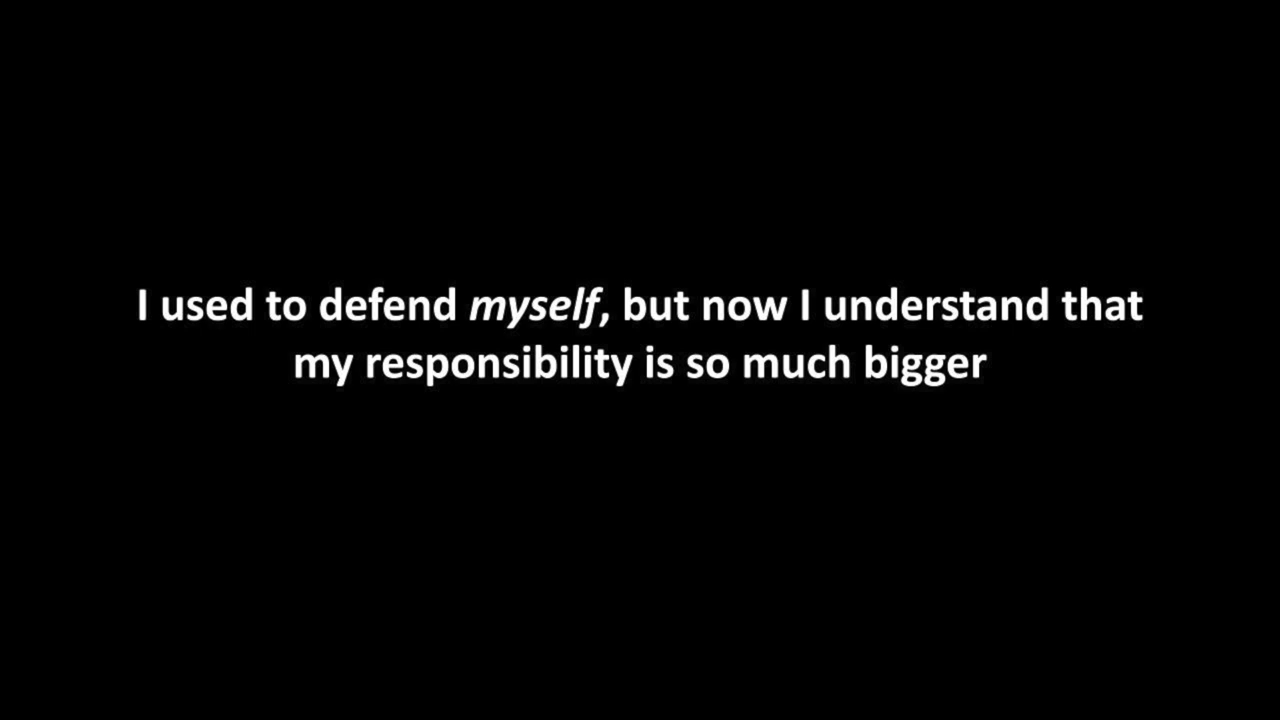 I used to defend myself, but now I understand that
my responsibility is so much bigger